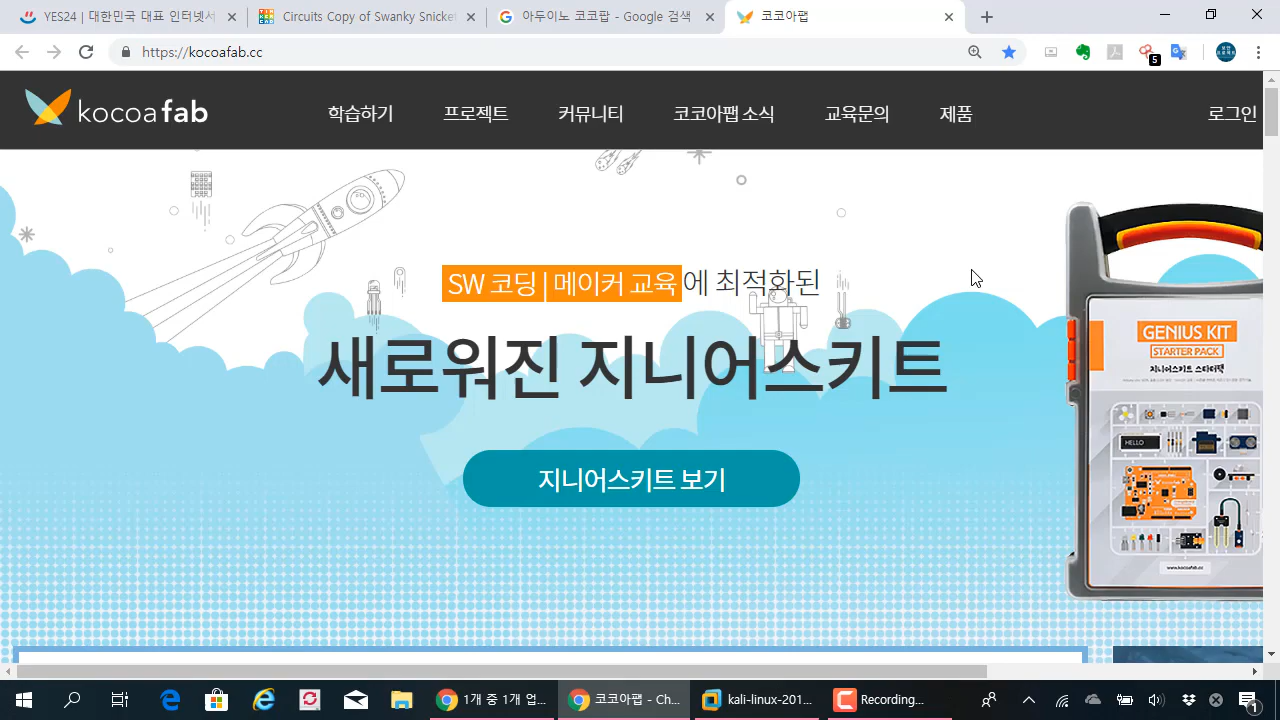 YES24 | 대한민국 대표 인터넷서
Circuits Copy of Swanky Snicket
아두이노 코코팝 - Google 검색
코코아팹
https://kocoafab.cc
5
kocoafab
학습하기
프로젝트
커뮤니티
코코아팹 소식
교육문의
제품
로그인
SW 코딩 | 메이커 교육에 최적화된
새로워진 지니어스키트
지니어스키트 보기
GENIUS KIT
STARTER PACK
지니어스키트 스타터팩
HELLO
www.kocoafab.cc
1개 중 1개 업...
코코아팹 - Ch...
kali-linux-201...
Recording...
1